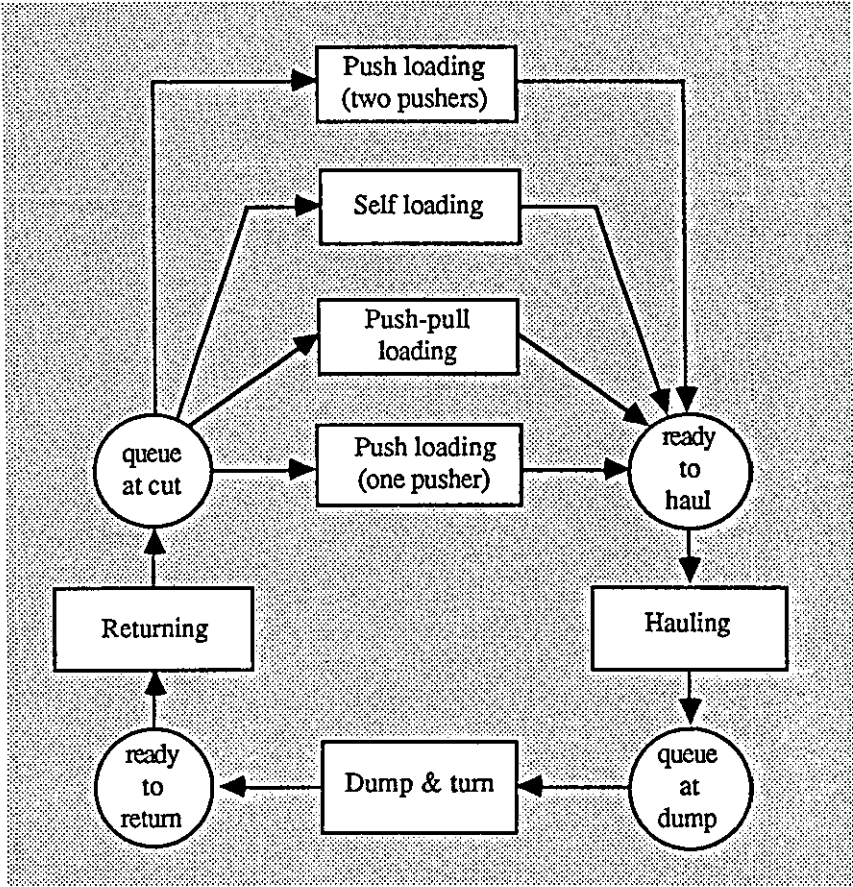 Push loading
(two pushers)
Self loading
Push-pull
loading
queue
at cut
Push loading
(one pusher)
ready
to
haul
Returning
Hauling
ready
to
return
Dump & turn
queue
at
dump